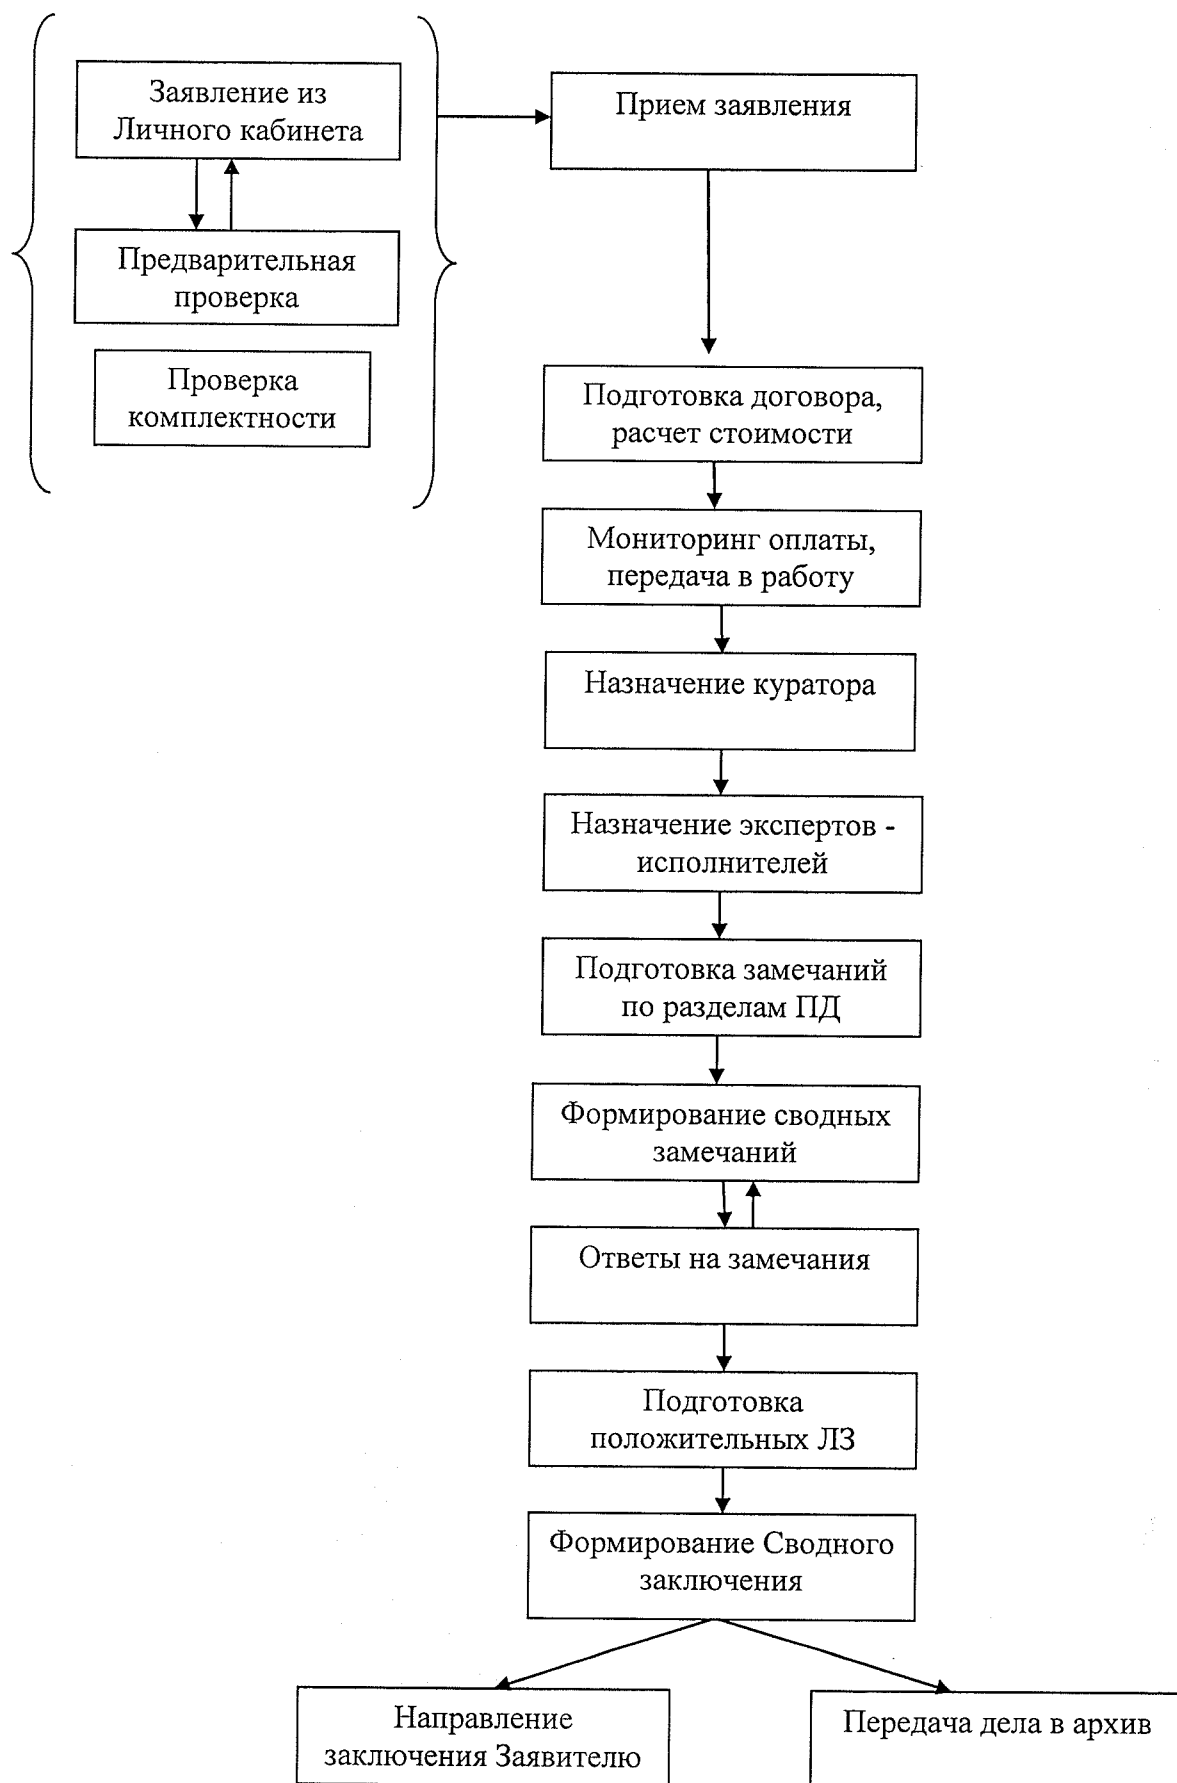 Заявление из
Личного кабинета
Прием заявления
Предварительная
проверка
Проверка
комплектности
Подготовка договора,
расчет стоимости
Мониторинг оплаты,
передача в работу
Назначение куратора
Назначение экспертов -
исполнителей
Подготовка замечаний
по разделам ПД
Формирование сводных
замечаний
Ответы на замечания
Подготовка
положительных ЛЗ
Формирование Сводного
заключения
Направление
заключения Заявителю
Передача дела в архив